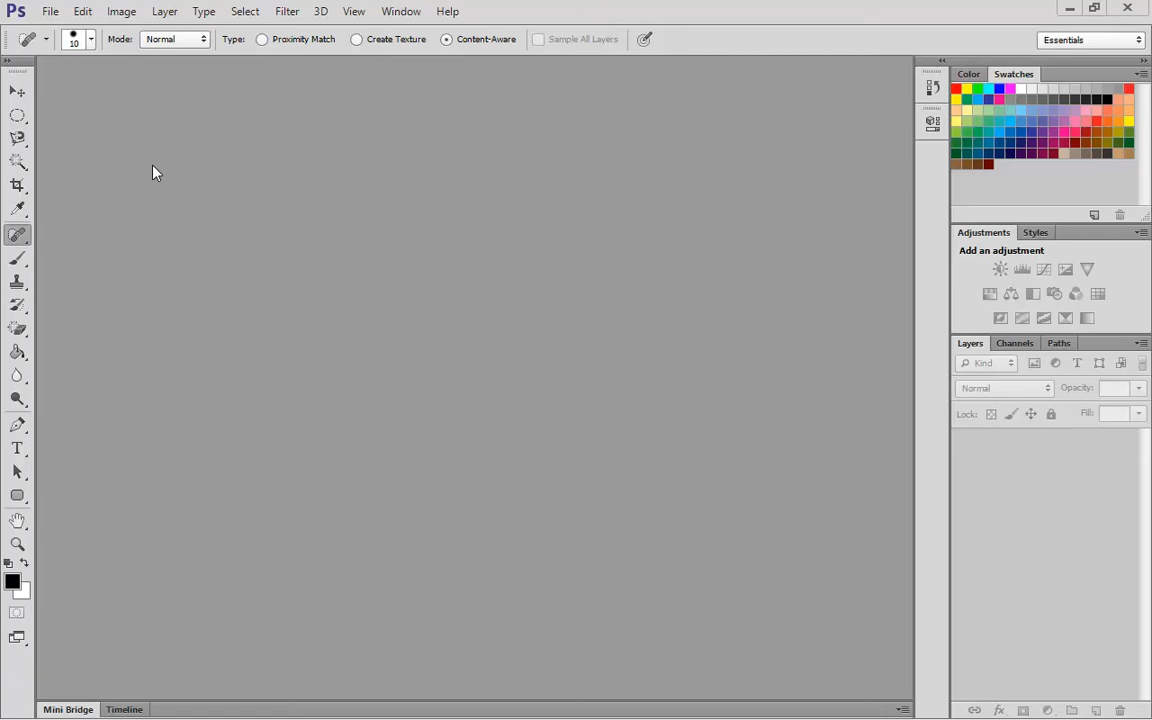 Ps File Edit Image Layer Type Select Filter 3D View Window Help
10 Mode: Normal Type: Proximity Match Create Texture Content-Aware Sample All Layers Essentials
Color Swatches
Adjustments Styles
Add an adjustment
Layers Channels Paths
Kind T
Normal Opacity:
Lock: Fill:
T
Mini Bridge Timeline
fx